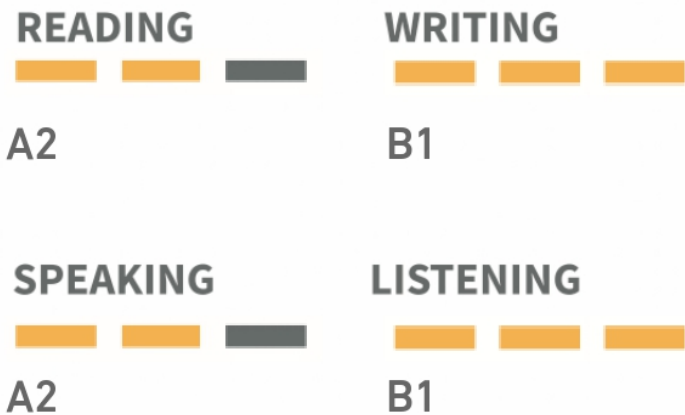 READING
WRITING
A2
B1
SPEAKING
LISTENING
A2
B1